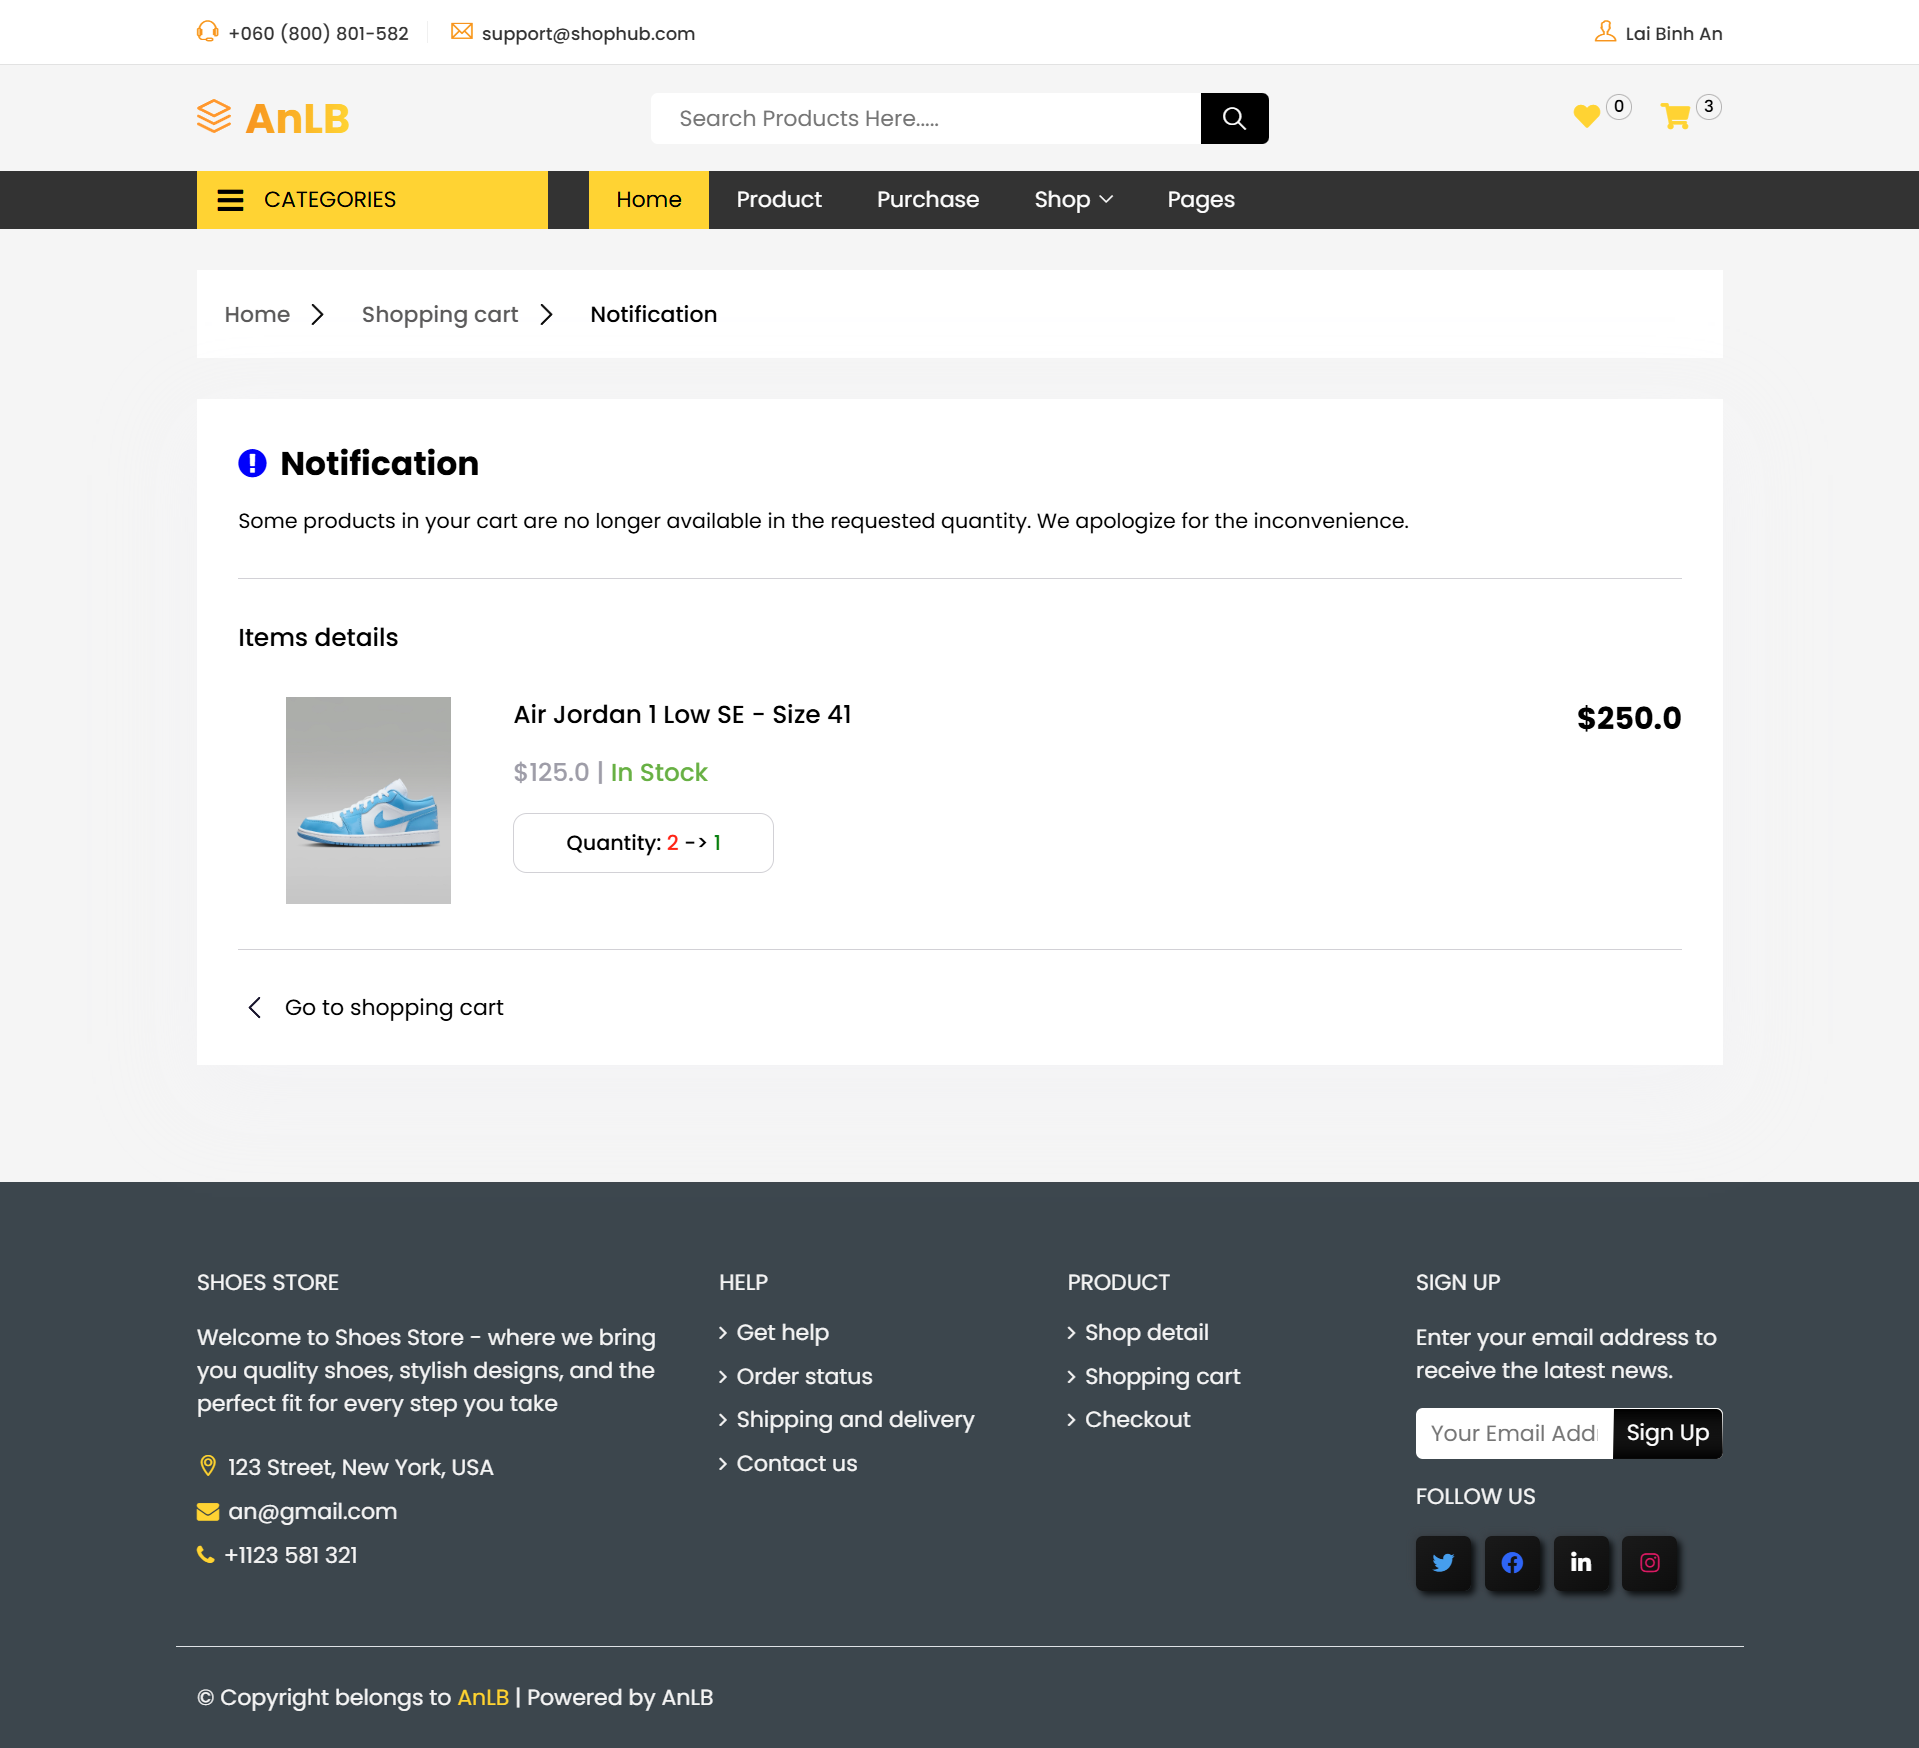 +060 (800) 801-582
support@shophub.com
Lai Binh An
AnLB
Search Products Here.....
0
3
CATEGORIES
Home
Product
Purchase
Shop
Pages
Home
Shopping cart
Notification
Notification
Some products in your cart are no longer available in the requested quantity. We apologize for the inconvenience.
Items details
Air Jordan 1 Low SE - Size 41
$250.0
$125.0 | In Stock
Quantity: 2 -> 1
Go to shopping cart
SHOES STORE
Welcome to Shoes Store - where we bring
you quality shoes, stylish designs, and the
perfect fit for every step you take
123 Street, New York, USA
an@gmail.com
+1123 581 321
HELP
Get help
Order status
Shipping and delivery
Contact us
PRODUCT
Shop detail
Shopping cart
Checkout
SIGN UP
Enter your email address to
receive the latest news.
Your Email Add
Sign Up
FOLLOW US
© Copyright belongs to AnLB | Powered by AnLB